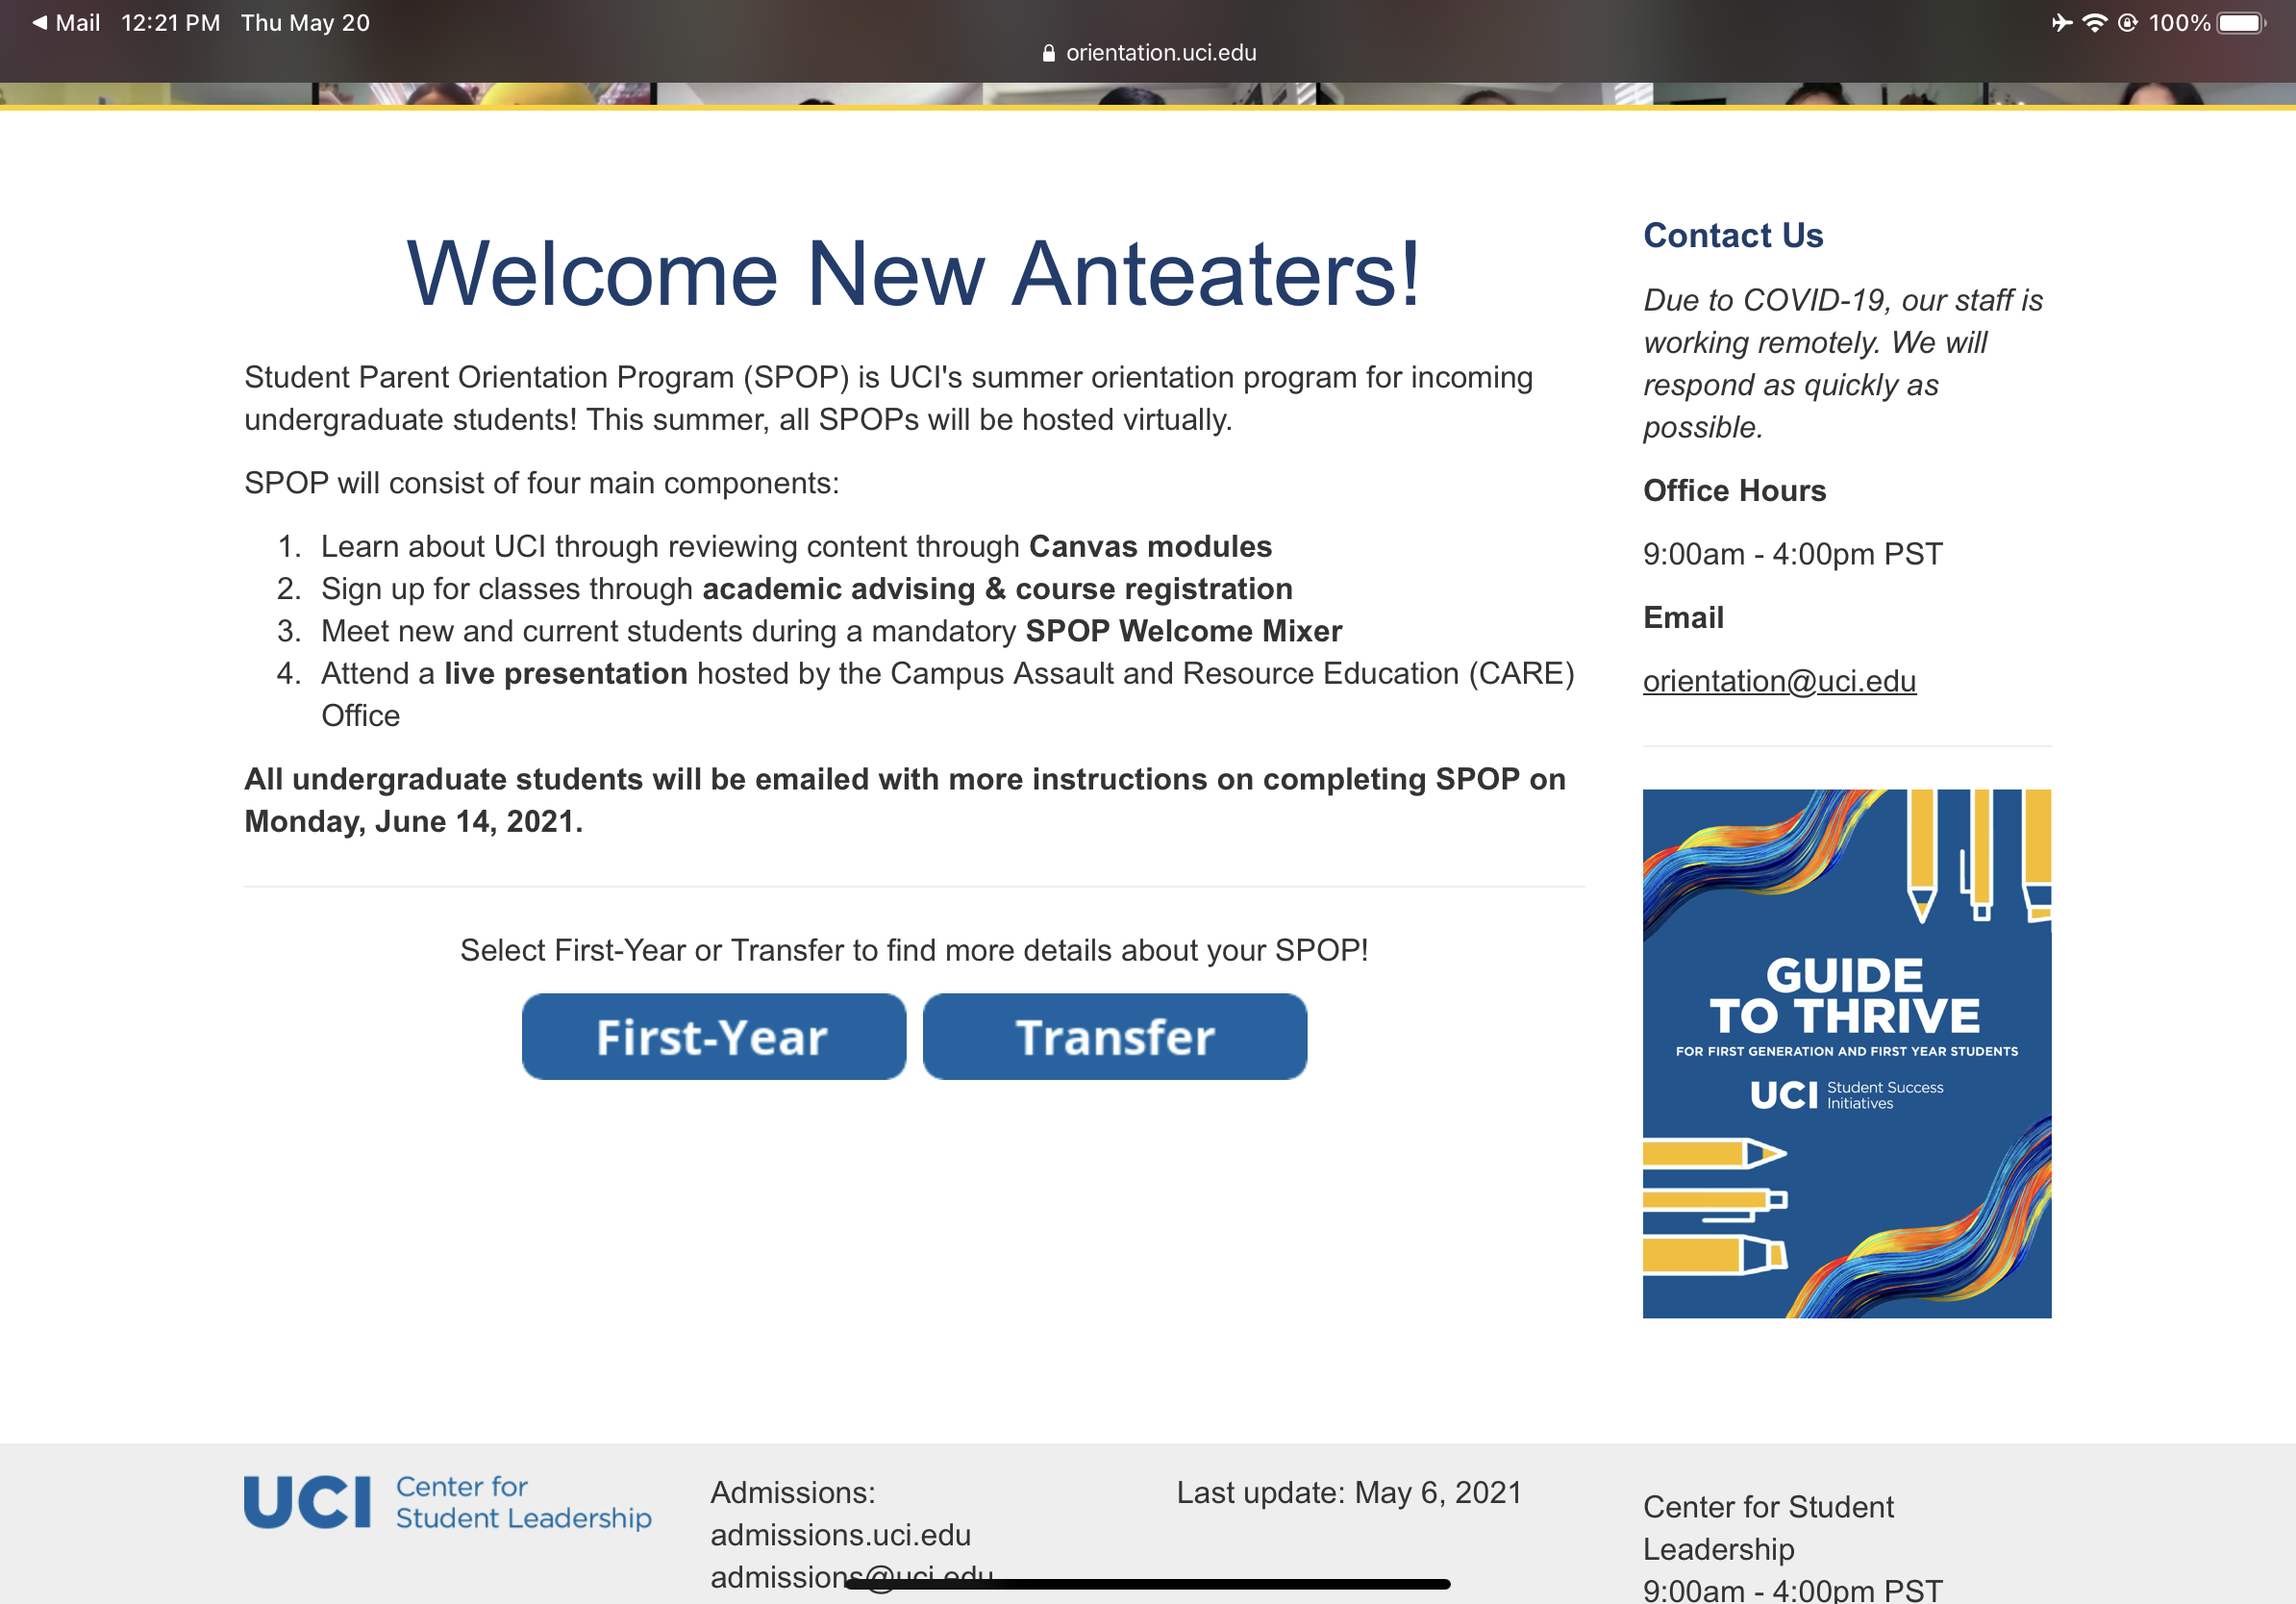 Mail 12:21 PM Thu May 20
100%
orientation.uci.edu
Welcome New Anteaters!
Student Parent Orientation Program (SPOP) is UCI's summer orientation program for incoming
undergraduate students! This summer, all SPOPs will be hosted virtually.
SPOP will consist of four main components:
1. Learn about UCI through reviewing content through Canvas modules
2. Sign up for classes through academic advising & course registration
3. Meet new and current students during a mandatory SPOP Welcome Mixer
4. Attend a live presentation hosted by the Campus Assault and Resource Education (CARE)
Office
All undergraduate students will be emailed with more instructions on completing SPOP on
Monday, June 14, 2021.
Select First-Year or Transfer to find more details about your SPOP!
First-Year
Transfer
Contact Us
Due to COVID-19, our staff is
working remotely. We will
respond as quickly as
possible.
Office Hours
9:00am - 4:00pm PST
Email
orientation@uci.edu
GUIDE
TO THRIVE
FOR FIRST GENERATION AND FIRST YEAR STUDENTS
UCI Student Success
Initiatives
UCI Center for
Student Leadership
Admissions:
admissions.uci.edu
admissions@uci.edu
Last update: May 6, 2021
Center for Student
Leadership
9:00am - 4:00pm PST